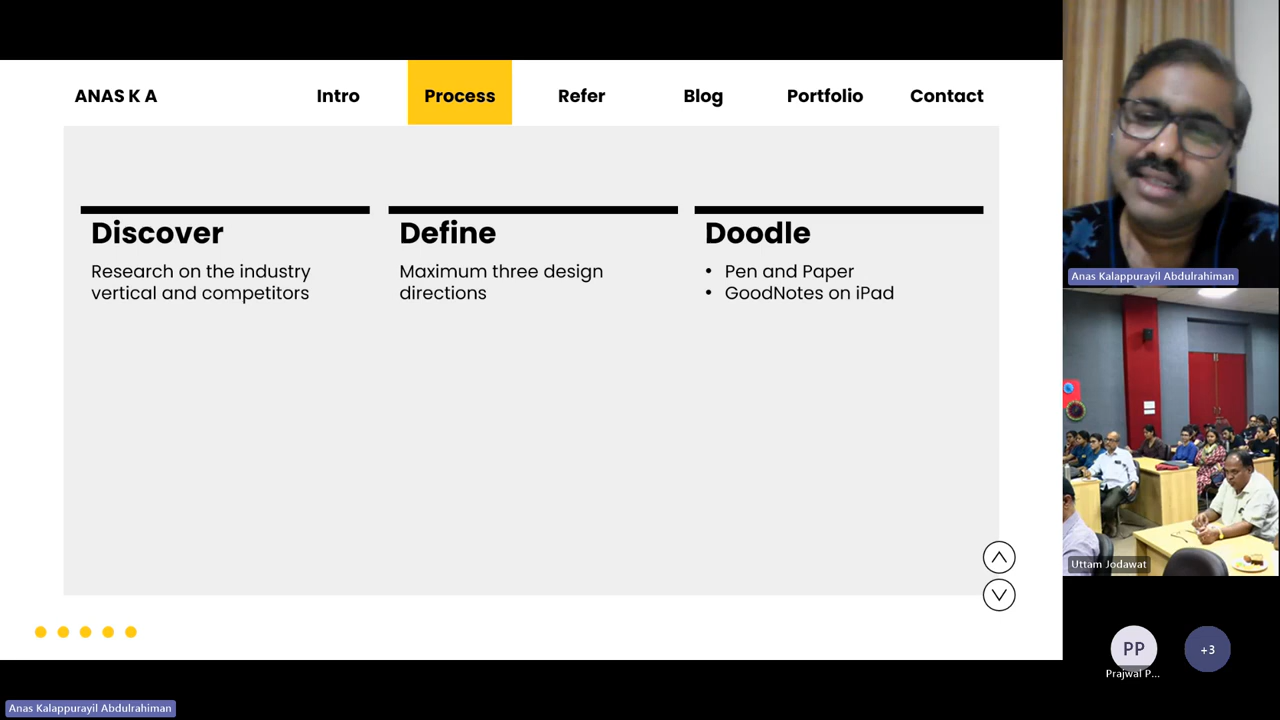 ANAS K A
Intro
Process
Refer
Blog
Portfolio
Contact
Discover
Research on the industry
vertical and competitors
Define
Maximum three design
directions
Doodle
• Pen and Paper
• GoodNotes on iPad
Anas Kalappurayil Abdulrahiman
Uttam Jodawat
PP
Prajwal P...
+3
Anas Kalappurayil Abdulrahiman